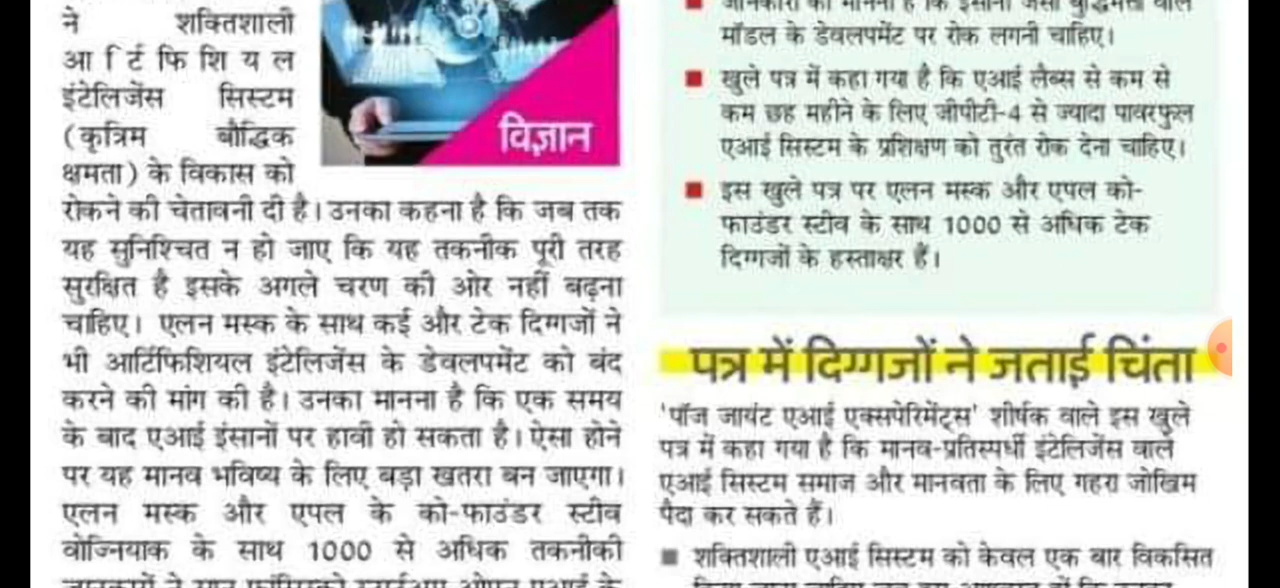 ने शक्तिशाली
आर्टिफिशियल
इंटेलिजेंस सिस्टम
(कृत्रिम बौद्धिक
क्षमता) के विकास को
रोकने की चेतावनी दी है। उनका कहना है कि जब तक
यह सुनिश्चित न हो जाए कि यह तकनीक पूरी तरह
सुरक्षित है इसके अगले चरण की ओर नहीं बढ़ना
चाहिए। एलन मस्क के साथ कई और टेक दिग्गजों ने
भी आर्टिफिशियल इंटेलिजेंस के डेवलपमेंट को बंद
करने की मांग की है। उनका मानना है कि एक समय
के बाद एआई इंसानों पर हावी हो सकता है। ऐसा होने
पर यह मानव भविष्य के लिए बड़ा खतरा बन जाएगा।
एलन मस्क और एपल के को-फाउंडर स्टीव
वोज्नियाक के साथ 1000 से अधिक तकनीकी
विज्ञान
मॉडल के डेवलपमेंट पर रोक लगनी चाहिए।
खुले पत्र में कहा गया है कि एआई लैब्स से कम से
कम छह महीने के लिए जीपीटी-4 से ज्यादा पावरफुल
एआई सिस्टम के प्रशिक्षण को तुरंत रोक देना चाहिए।
इस खुले पत्र पर एलन मस्क और एपल को-
फाउंडर स्टीव के साथ 1000 से अधिक टेक
दिग्गजों के हस्ताक्षर हैं।
पत्र में दिग्गजों ने जताई चिंता
'पॉज जायंट एआई एक्सपेरिमेंट्स' शीर्षक वाले इस खुले
पत्र में कहा गया है कि मानव-प्रतिस्पर्धी इंटेलिजेंस वाले
एआई सिस्टम समाज और मानवता के लिए गहरा जोखिम
पैदा कर सकते हैं।
शक्तिशाली एआई सिस्टम को केवल एक बार विकसित